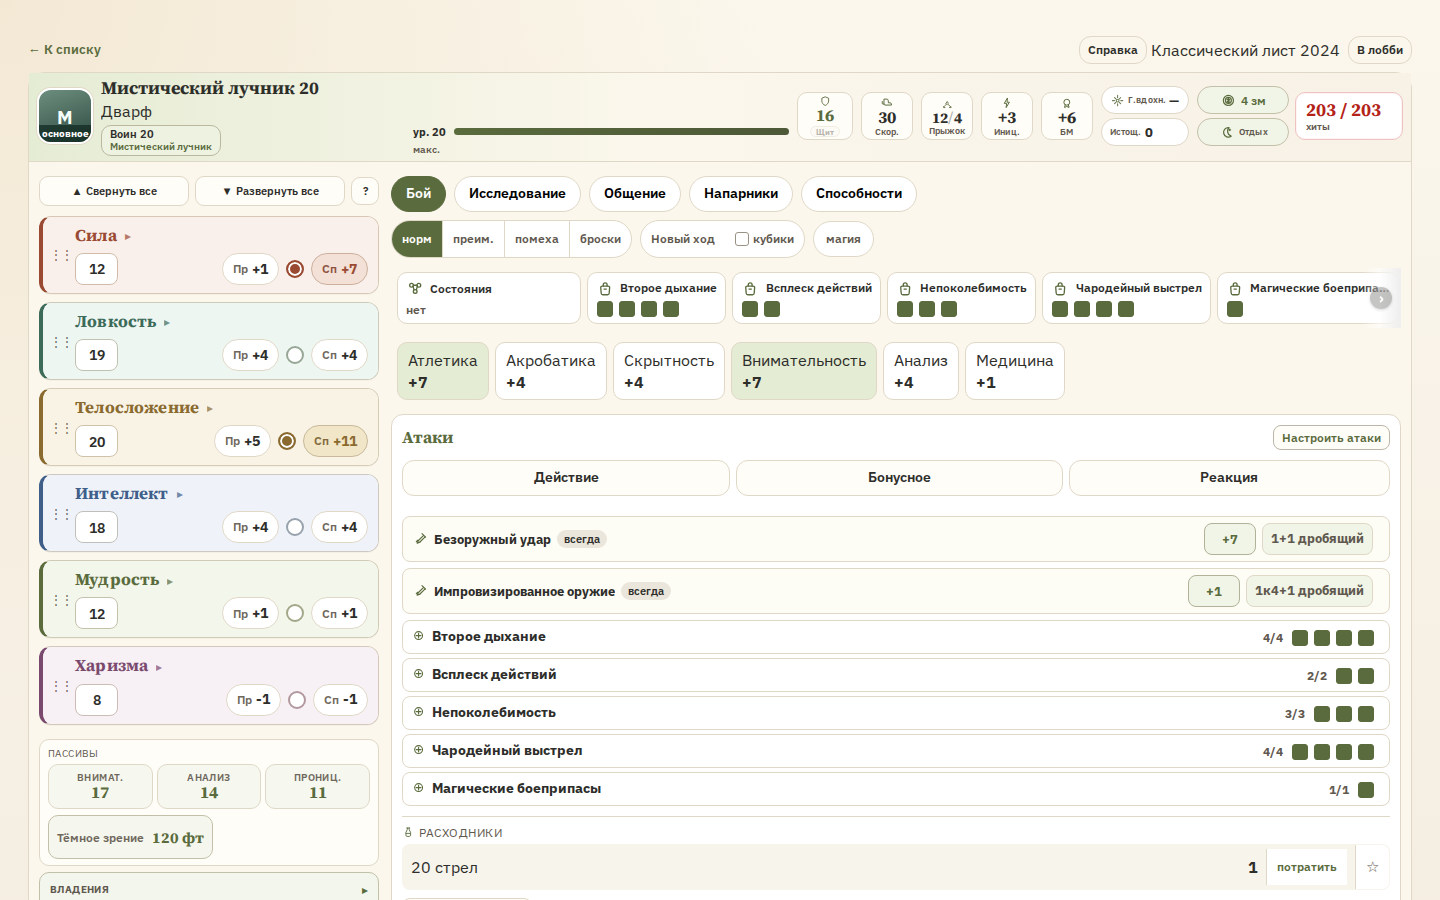 ← К списку
Справка Классический лист 2024 В лобби
М
основное
Мистический лучник 20
Дварф
Воин 20
Мистический лучник
ур. 20
макс.
16
Щит
30
Скор.
12/4
Прыжок
+3
Иниц.
+6
БМ
Г.вдохн. —
Истощ. 0
4 зм
Отдых
203 / 203
хиты
▲ Свернуть все
▼ Развернуть все
?
Сила ▸
12
Пр +1
Сп +7
Ловкость ▸
19
Пр +4
Сп +4
Телосложение ▸
20
Пр +5
Сп +11
Интеллект ▸
18
Пр +4
Сп +4
Мудрость ▸
12
Пр +1
Сп +1
Харизма ▸
8
Пр -1
Сп -1
ПАССИВЫ
ВНИМАТ.
17
АНАЛИЗ
14
ПРОНИЦ.
11
Тёмное зрение 120 фт
ВЛАДЕНИЯ ▸
Бой
Исследование
Общение
Напарники
Способности
норм
преим.
помеха
броски
Новый ход
кубики
магия
Состояния
нет
Второе дыхание
Всплеск действий
Непоколебимость
Чародейный выстрел
Магические боеприпа...
›
Атлетика
+7
Акробатика
+4
Скрытность
+4
Внимательность
+7
Анализ
+4
Медицина
+1
Атаки
Настроить атаки
Действие
Бонусное
Реакция
Безоружный удар всегда
+7
1+1 дробящий
Импровизированное оружие всегда
+1
1к4+1 дробящий
Второе дыхание
4/4
Всплеск действий
2/2
Непоколебимость
3/3
Чародейный выстрел
4/4
Магические боеприпасы
1/1
РАСХОДНИКИ
20 стрел
1
потратить
☆